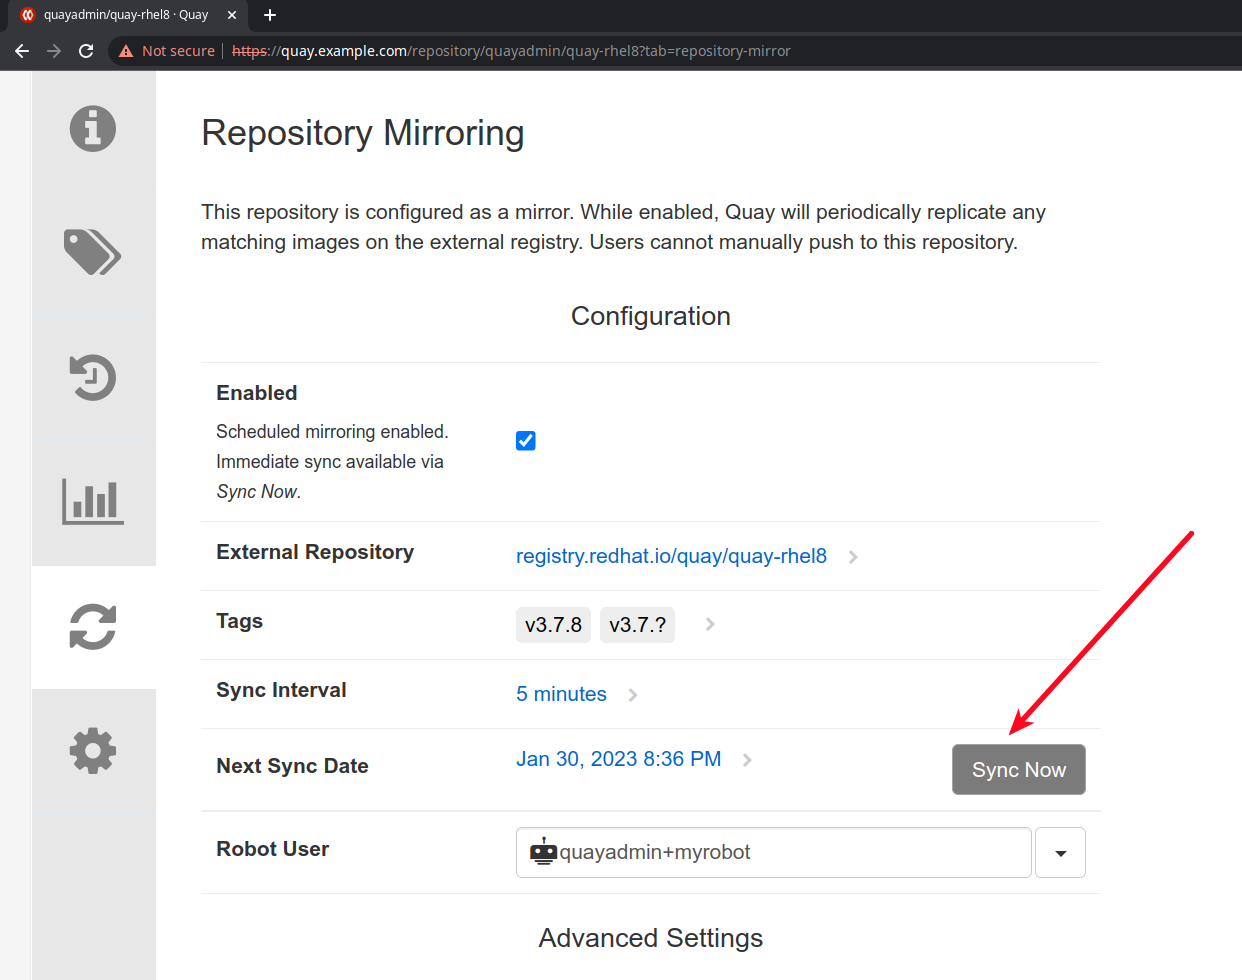 quayadmin/quay-rhel8 · Quay
Not secure | https://quay.example.com/repository/quayadmin/quay-rhel8?tab=repository-mirror
Repository Mirroring
This repository is configured as a mirror. While enabled, Quay will periodically replicate any
matching images on the external registry. Users cannot manually push to this repository.
Configuration
Enabled
Scheduled mirroring enabled.
Immediate sync available via
Sync Now.
External Repository
registry.redhat.io/quay/quay-rhel8
Tags
v3.7.8 v3.7.?
Sync Interval
5 minutes
Next Sync Date
Jan 30, 2023 8:36 PM
Sync Now
Robot User
quayadmin+myrobot
Advanced Settings